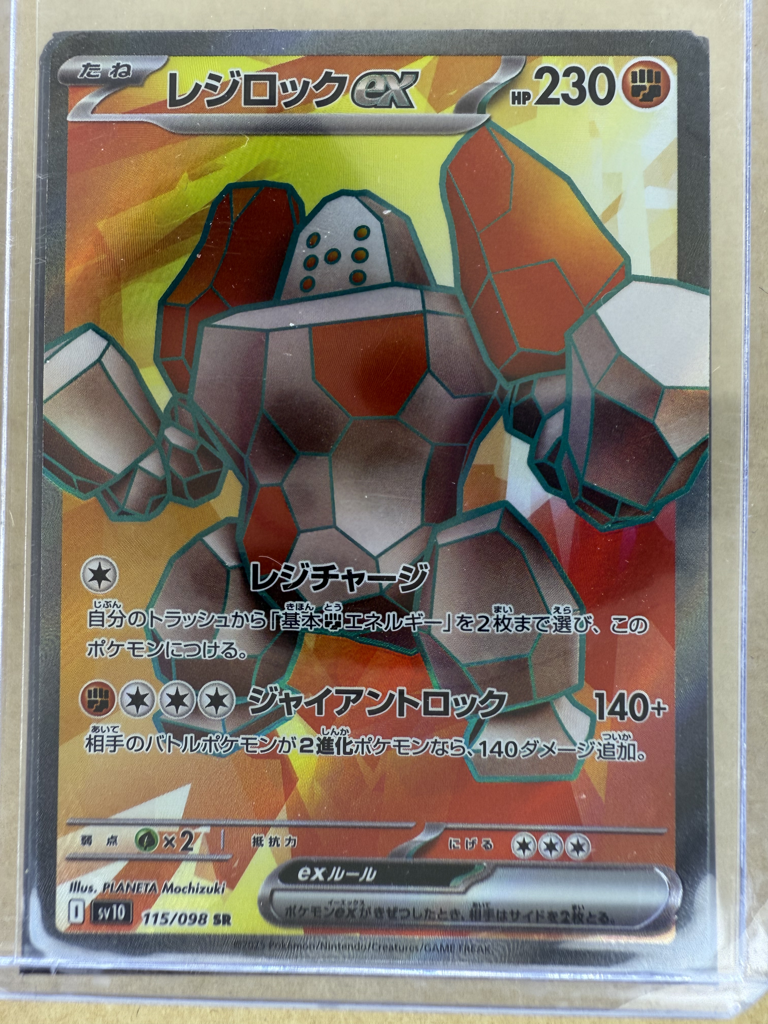 たね レジロックex HP230
レジチャージ
自分のトラッシュから「基本エネルギー」を2枚まで選び、この
ポケモンにつける。
ジャイアントロック 140+
相手のバトルポケモンが2進化ポケモンなら、140ダメージ追加。
弱点 ×2 抵抗力 にげる
exルール
ポケモンexがきぜつしたとき、相手はサイドを2枚とる。
Illus. PLANETA Mochizuki
I sv10 115/098 SR
©2025 Pokémon/Nintendo/Creatures/GAME FREAK